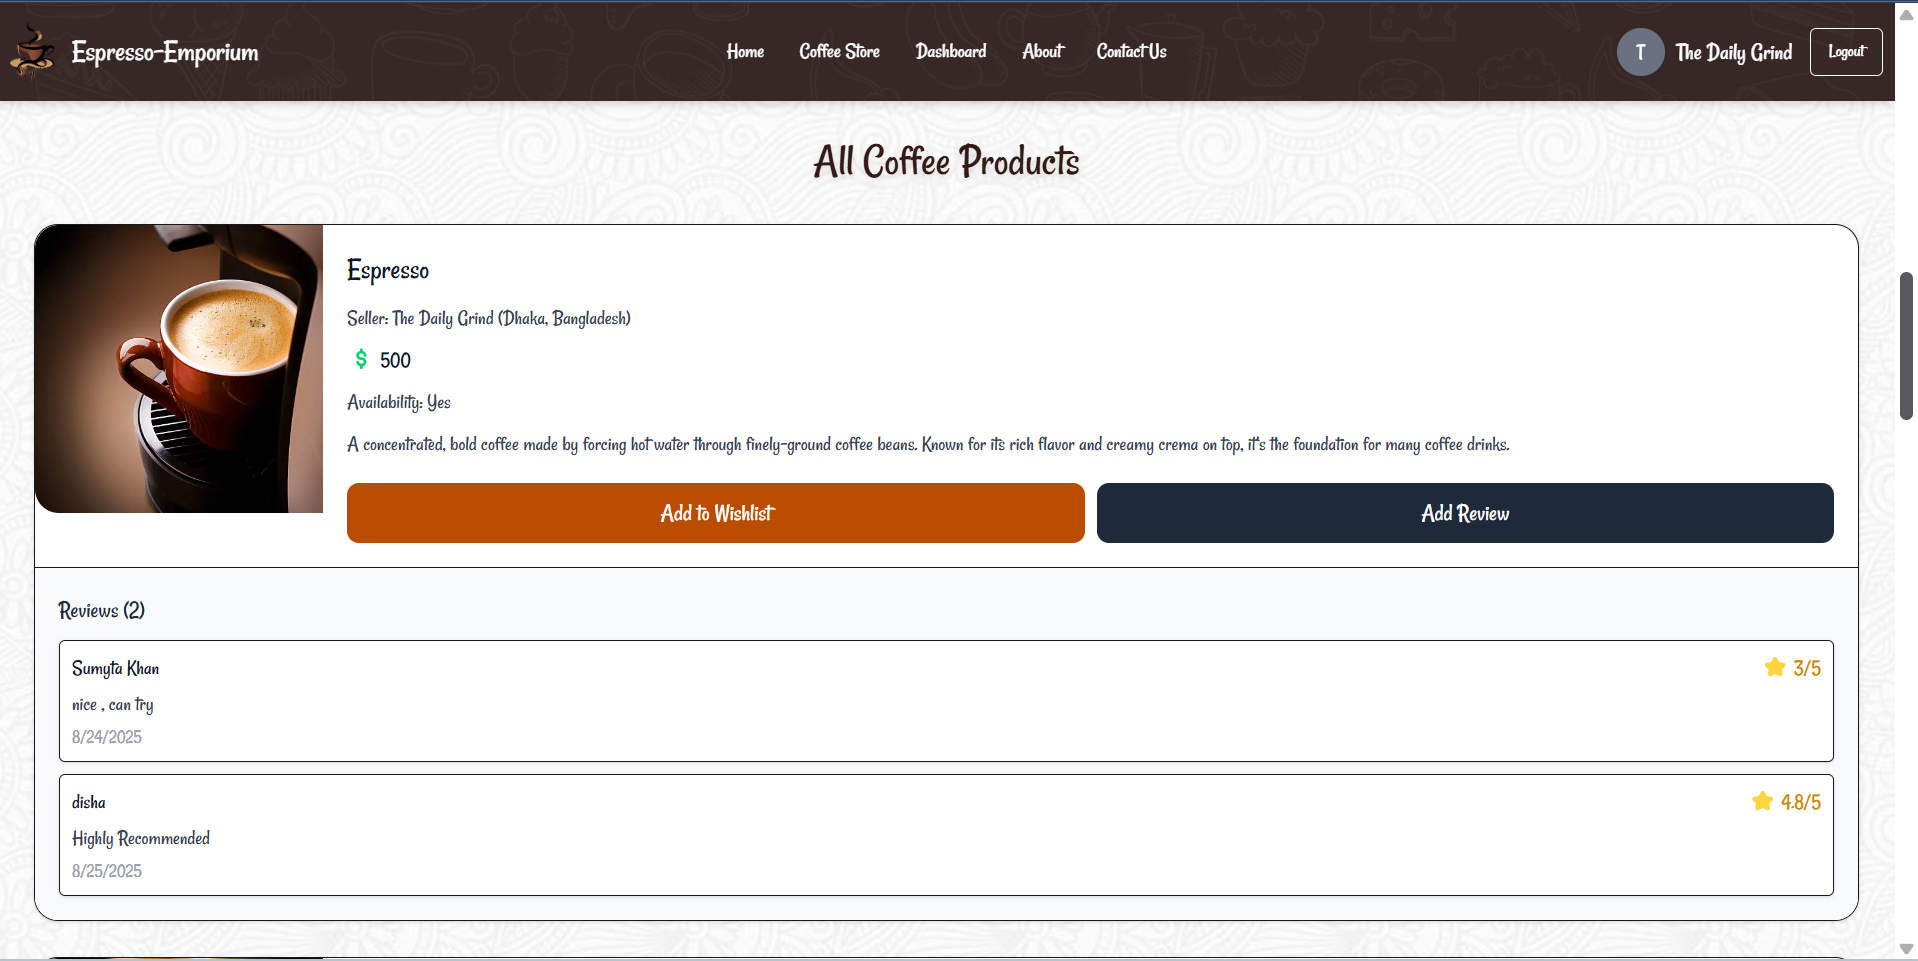 Espresso-Emporium
Home Coffee Store Dashboard About Contact Us
T The Daily Grind Logout
All Coffee Products
Espresso
Seller: The Daily Grind (Dhaka, Bangladesh)
$ 500
Availability: Yes
A concentrated, bold coffee made by forcing hot water through finely-ground coffee beans. Known for its rich flavor and creamy crema on top, it's the foundation for many coffee drinks.
Add to Wishlist Add Review
Reviews (2)
Sumyta Khan 3/5
nice , can try
8/24/2025
disha 4.8/5
Highly Recommended
8/25/2025